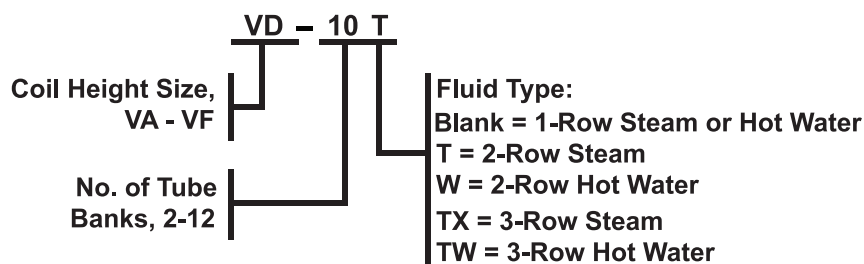 VD - 10 T
Coil Height Size,
VA - VF
No. of Tube
Banks, 2-12
Fluid Type:
Blank = 1-Row Steam or Hot Water
T = 2-Row Steam
W = 2-Row Hot Water
TX = 3-Row Steam
TW = 3-Row Hot Water